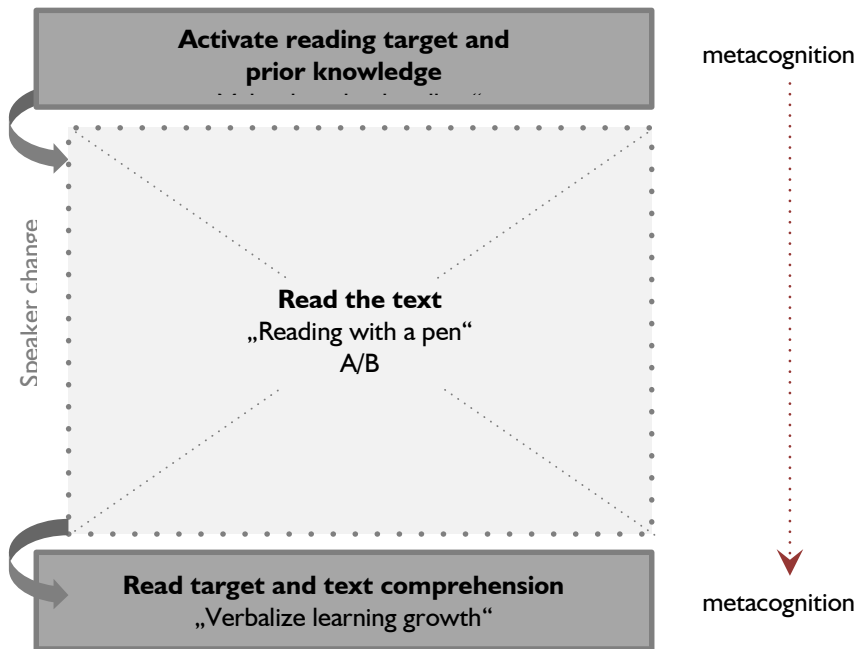 Activate reading target and
prior knowledge
metacognition
Speaker change
Read the text
„Reading with a pen“
A/B
Read target and text comprehension
„Verbalize learning growth“
metacognition